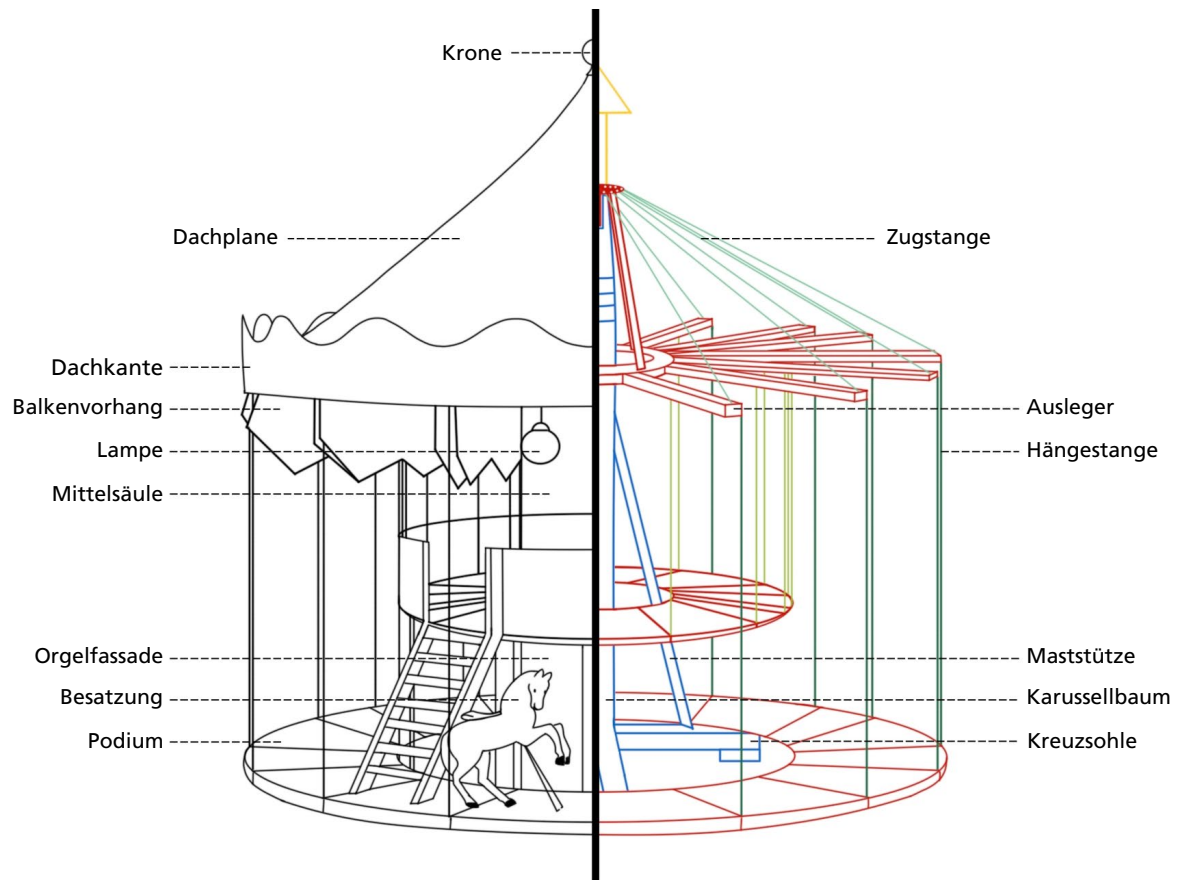 Krone
Dachplane
Zugstange
Dachkante
Balkenvorhang
Ausleger
Lampe
Hängestange
Mittelsäule
Orgelfassade
Maststütze
Besatzung
Karussellbaum
Podium
Kreuzsohle